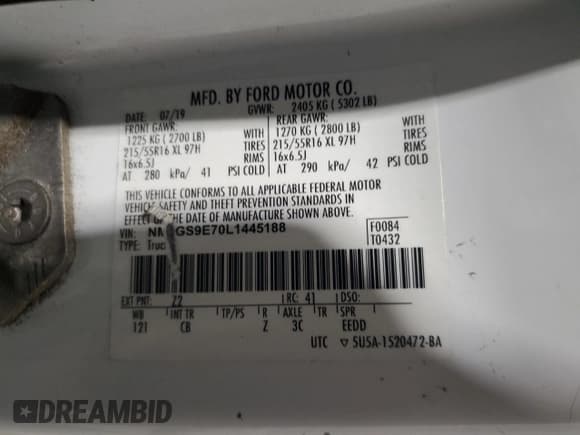 MFD. BY FORD MOTOR CO.
DATE: 07/19 GVWR: 2405 KG ( 5302 LB)
FRONT GAWR: REAR GAWR:
1225 KG ( 2700 LB) WITH 1270 KG ( 2800 LB) WITH
215/55R16 XL 97H TIRES 215/55R16 XL 97H TIRES
16x6.5J RIMS 16x6.5J RIMS
AT 280 kPa/ 41 PSI COLD AT 290 kPa/ 42 PSI COLD
THIS VEHICLE CONFORMS TO ALL APPLICABLE FEDERAL MOTOR
VEHICLE SAFETY AND THEFT PREVENTION STANDARDS IN
EFFECT ON THE DATE OF MANUFACTURE SHOWN ABOVE.
VIN: GS9E70L1445188 F0084
TYPE: T0432
EXT PNT: Z2 RC: 41 DSO:
WB INT TR TP/PS R AXLE TR SPR
121 CB Z 3C EEDD
UTC ▽ 5U5A-1520472-BA
DREAMBID